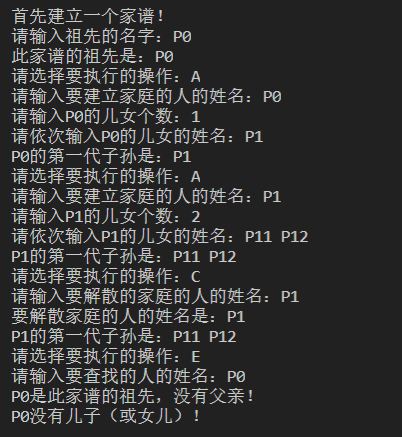 首先建立一个家谱!
请输入祖先的名字: P0
此家谱的祖先是: P0
请选择要执行的操作: A
请输入要建立家庭的人的姓名: P0
请输入P0的儿女个数: 1
请依次输入P0的儿女的姓名: P1
P0的第一代子孙是: P1
请选择要执行的操作: A
请输入要建立家庭的人的姓名: P1
请输入P1的儿女个数: 2
请依次输入P1的儿女的姓名: P11 P12
P1的第一代子孙是: P11 P12
请选择要执行的操作: C
请输入要解散的家庭的人的姓名: P1
要解散家庭的人的姓名是: P1
P1的第一代子孙是: P11 P12
请选择要执行的操作: E
请输入要查找的人的姓名: P0
P0是此家谱的祖先, 没有父亲!
P0没有儿子 (或女儿) !